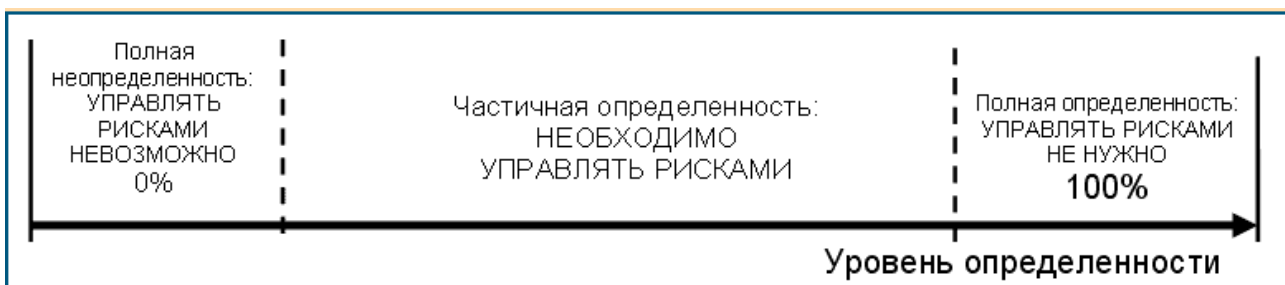 Полная
неопределенность:
УПРАВЛЯТЬ
РИСКАМИ
НЕВОЗМОЖНО
0%
Частичная определенность:
НЕОБХОДИМО
УПРАВЛЯТЬ РИСКАМИ
Полная определенность:
УПРАВЛЯТЬ РИСКАМИ
НЕ НУЖНО
100%
Уровень определенности